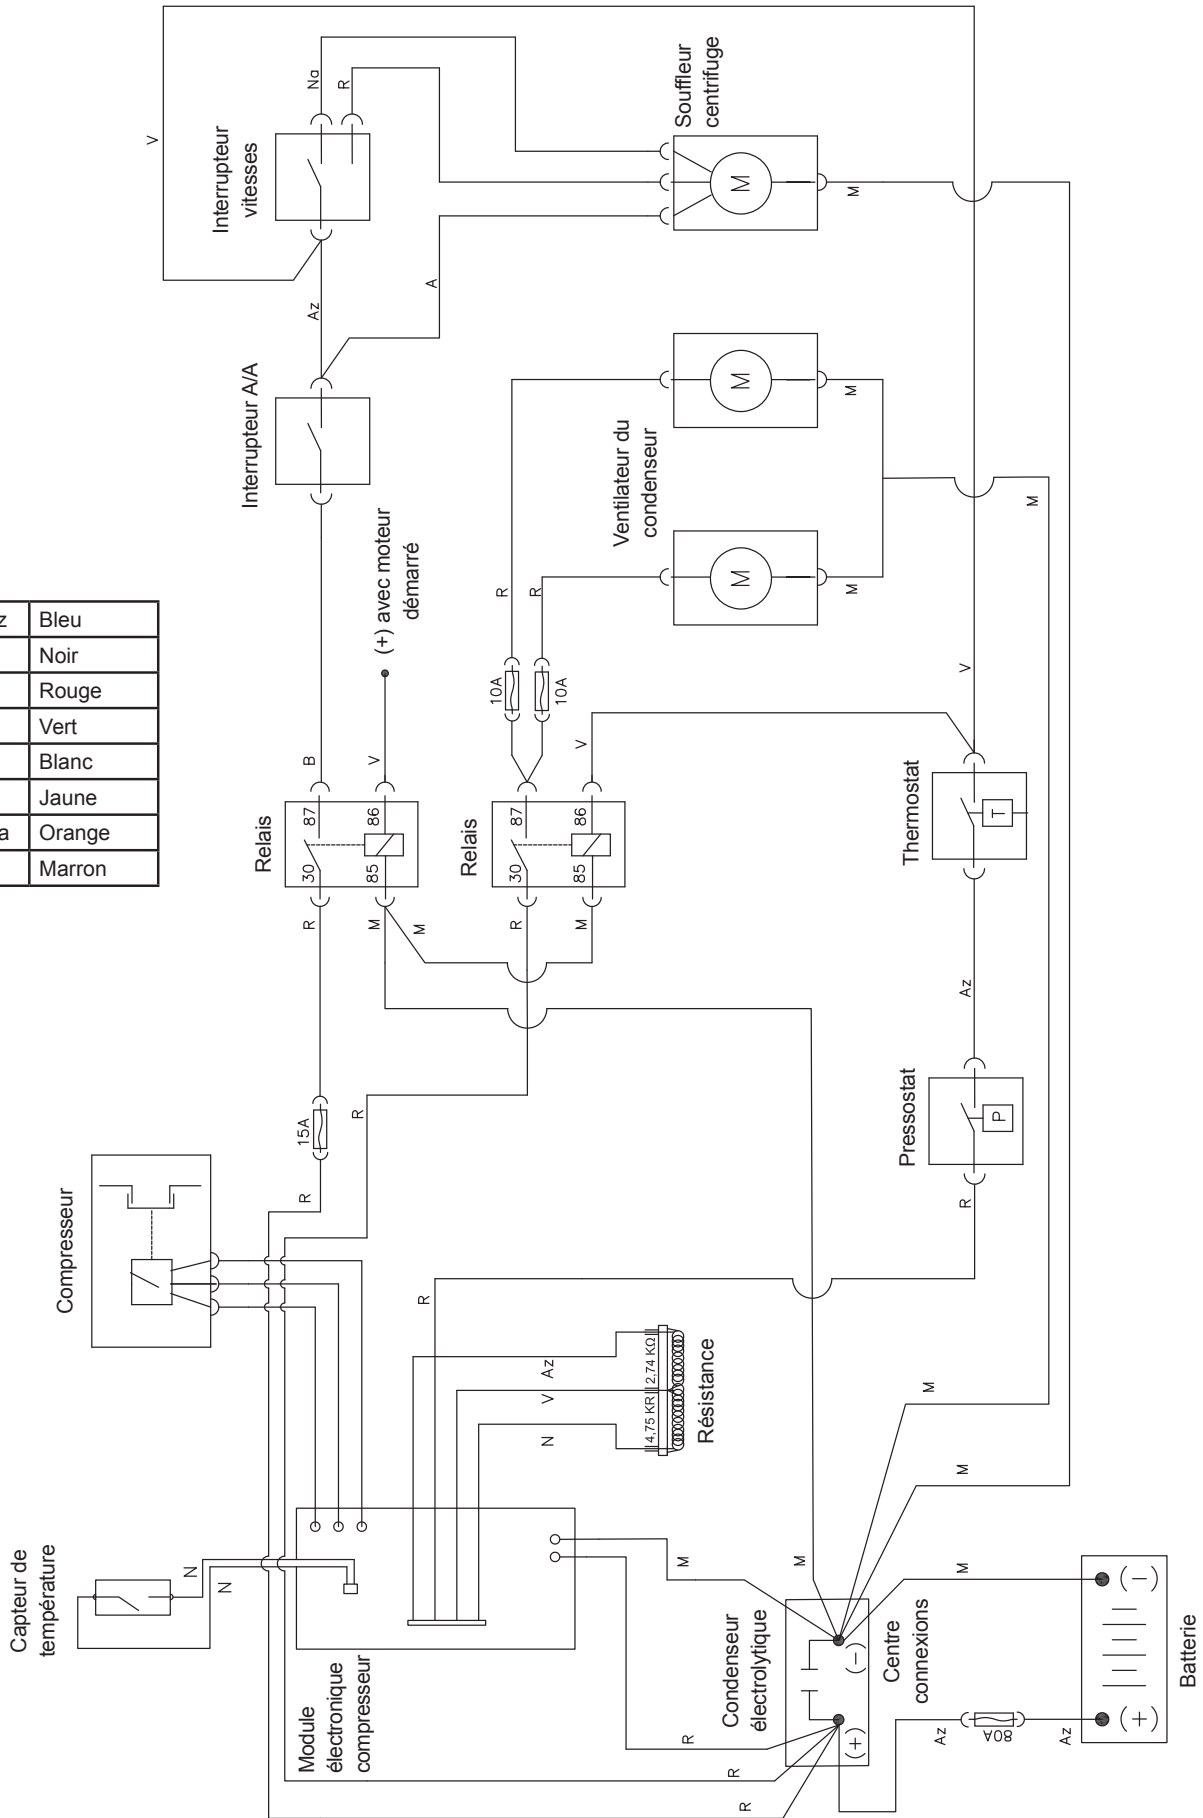 V
Na
R
Interrupteur
vitesses
Souffleur
centrifuge
M
M
Az
A
Interrupteur A/A
M
M
Ventilateur du
condenseur
M
M
M
(+) avec moteur
démarré
R
R
10A
10A
V
z Bleu
Noir
Rouge
Vert
Blanc
Jaune
a Orange
Marron
B
V
Relais
87
86
30
85
R
M
M
Relais
87
86
30
85
V
R
M
Thermostat
T
Az
Pressostat
P
R
15A
R
R
Compresseur
R
Az
V
N
4,75 KR
2,74 KΩ
Résistance
Capteur de
température
N
N
Module
électronique
compresseur
M
R
R
R
Condenseur
électrolytique
(+)
(−)
Centre
connexions
M
M
M
M
Az
80A
Az
(+)
(−)
Batterie